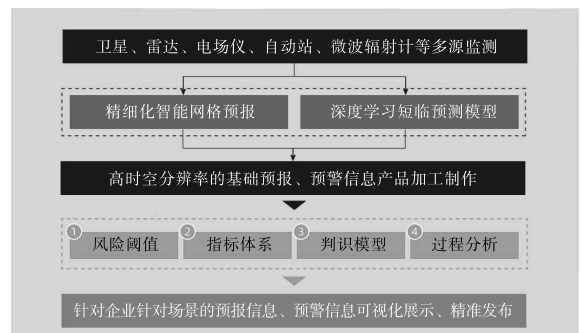 卫星、雷达、电场仪、自动站、微波辐射计等多源监测
精细化智能网格预报
深度学习短临预测模型
高时空分辨率的基础预报、预警信息产品加工制作
1 风险阈值
2 指标体系
3 判识模型
4 过程分析
针对企业针对场景的预报信息、预警信息可视化展示、精准发布